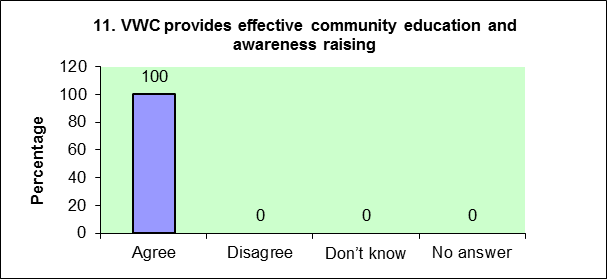 11. VWC provides effective community education and
awareness raising
Percentage
120
100
80
60
40
20
0
100
0
0
0
Agree
Disagree
Don’t know
No answer